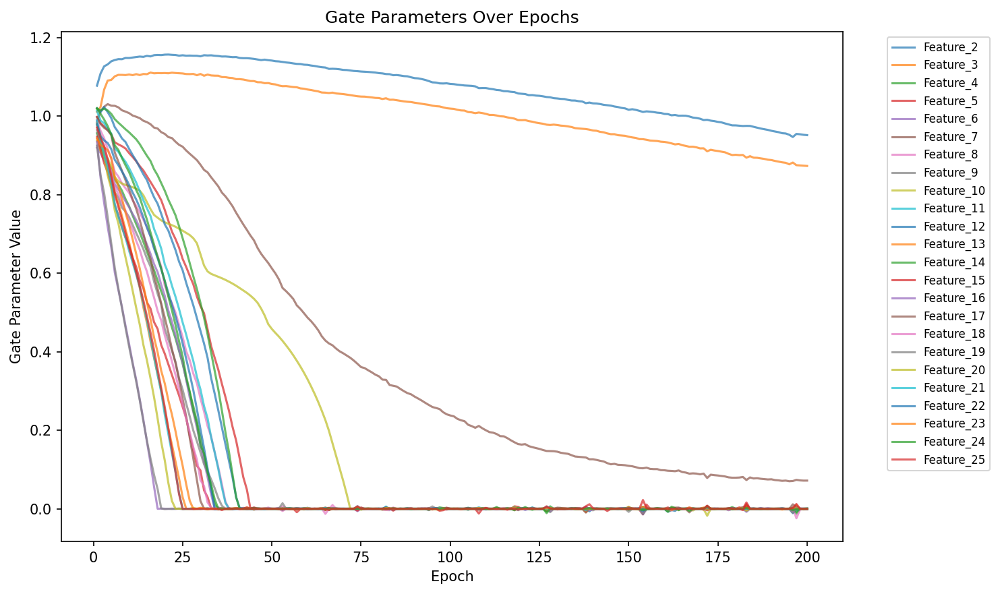 Gate Parameters Over Epochs
Gate Parameter Value
1.2
1.0
0.8
0.6
0.4
0.2
0.0
0
25
50
75
100
125
150
175
200
Epoch
Feature_2
Feature_3
Feature_4
Feature_5
Feature_6
Feature_7
Feature_8
Feature_9
Feature_10
Feature_11
Feature_12
Feature_13
Feature_14
Feature_15
Feature_16
Feature_17
Feature_18
Feature_19
Feature_20
Feature_21
Feature_22
Feature_23
Feature_24
Feature_25